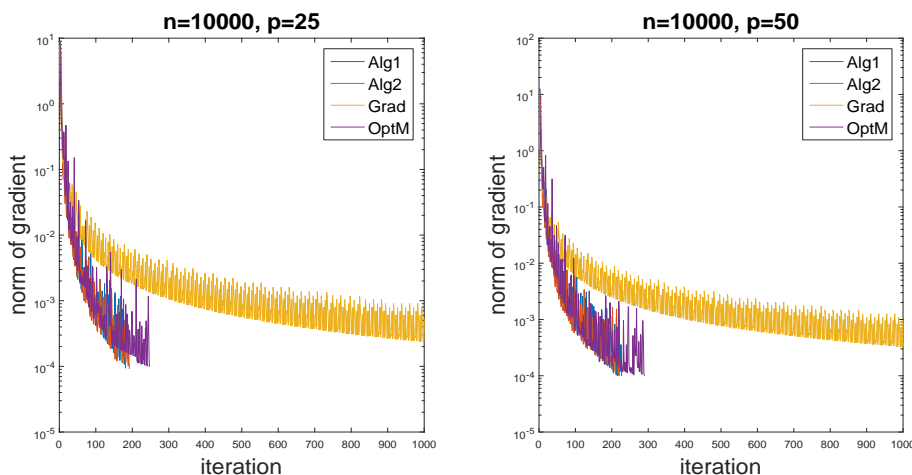 n=10000, p=25
10^1
10^0
10^-1
10^-2
10^-3
10^-4
10^-5
norm of gradient
0 100 200 300 400 500 600 700 800 900 1000
iteration
Alg1
Alg2
Grad
OptM
n=10000, p=50
10^2
10^1
10^0
10^-1
10^-2
10^-3
10^-4
10^-5
norm of gradient
0 100 200 300 400 500 600 700 800 900 1000
iteration
Alg1
Alg2
Grad
OptM